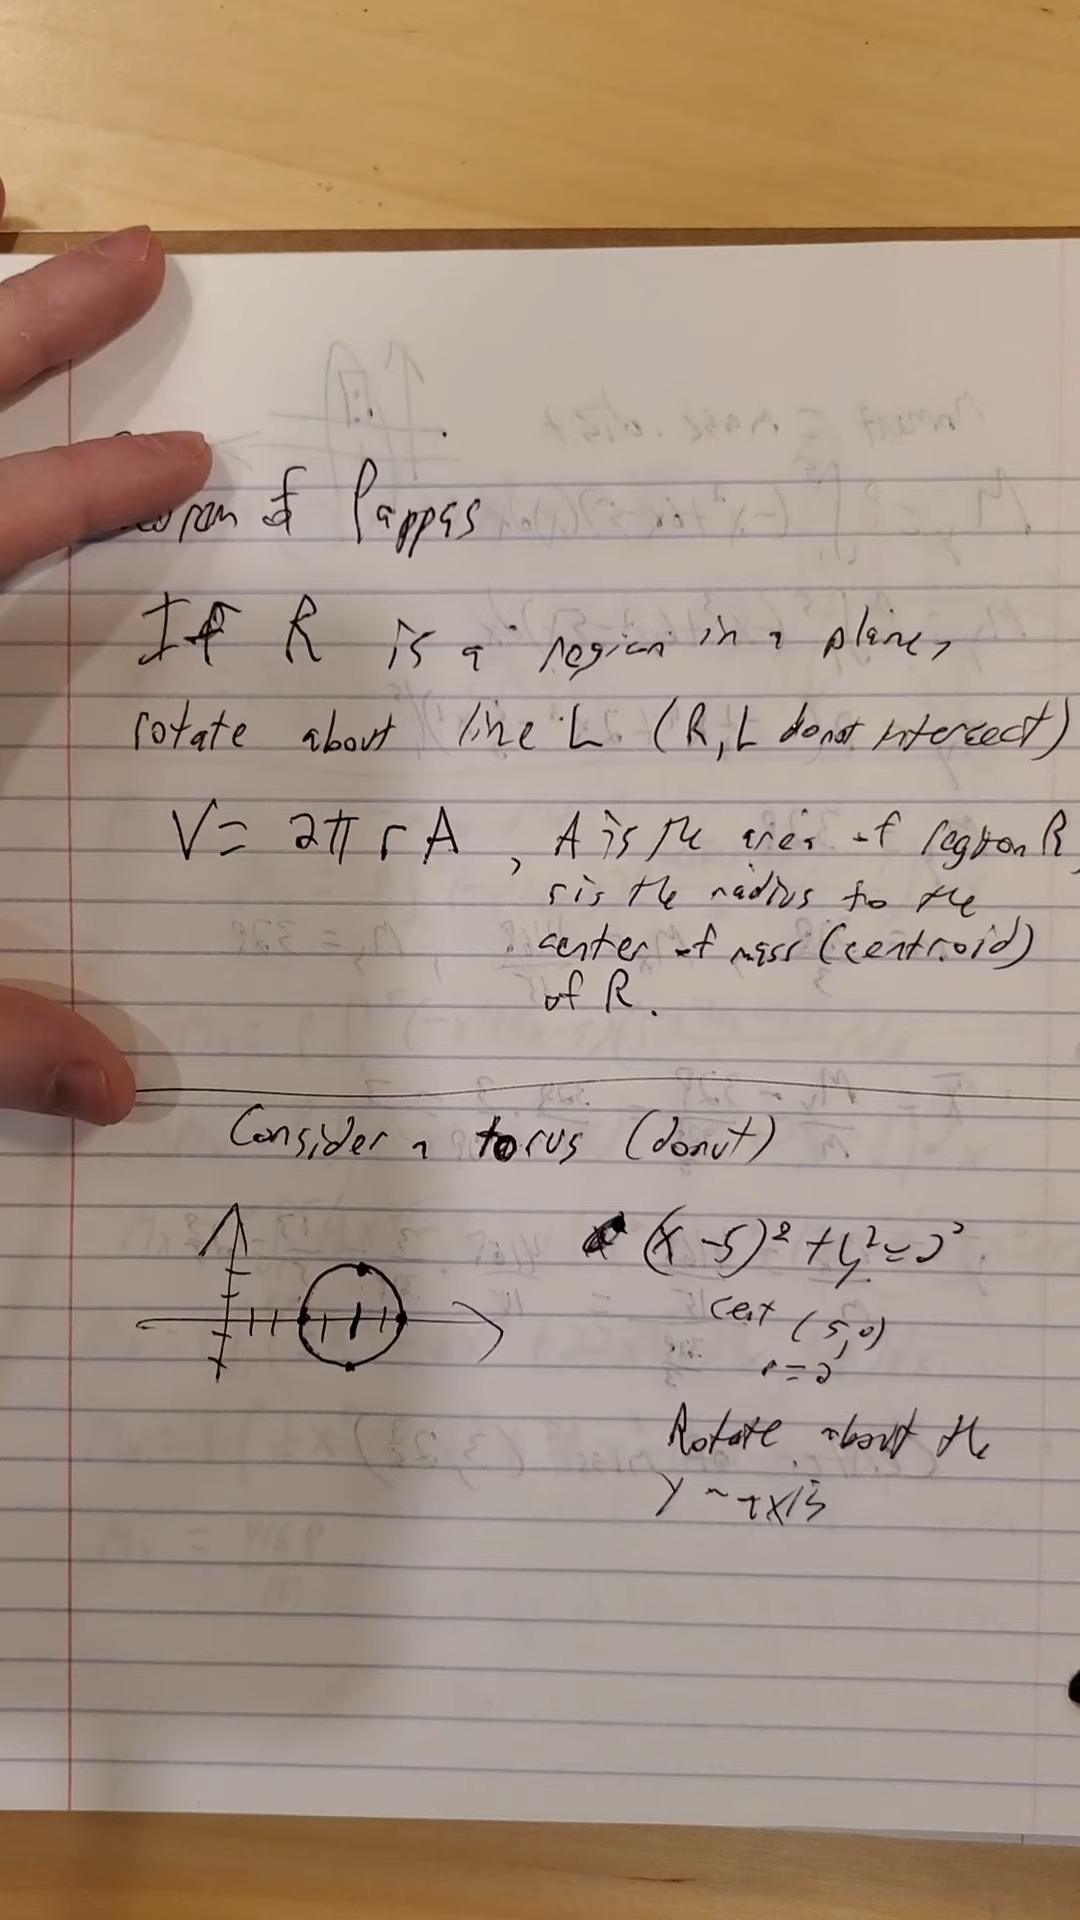 of Pappas
If R is a region in a plane,
rotate about line L. (R, L do not intersect)
V = 2π r A , A is the area of region R,
r is the radius to the
center of mass (centroid)
of R.
Consider a torus (donut)
(x - 5)² + y² = 2²
cent (5,0)
r = 2
Rotate about the
y - axis